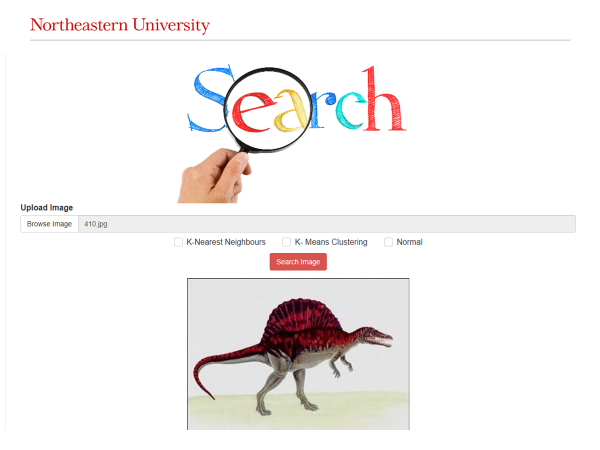 Northeastern University
Search
Upload Image
Browse Image 410.jpg
K-Nearest Neighbours K- Means Clustering Normal
Search Image